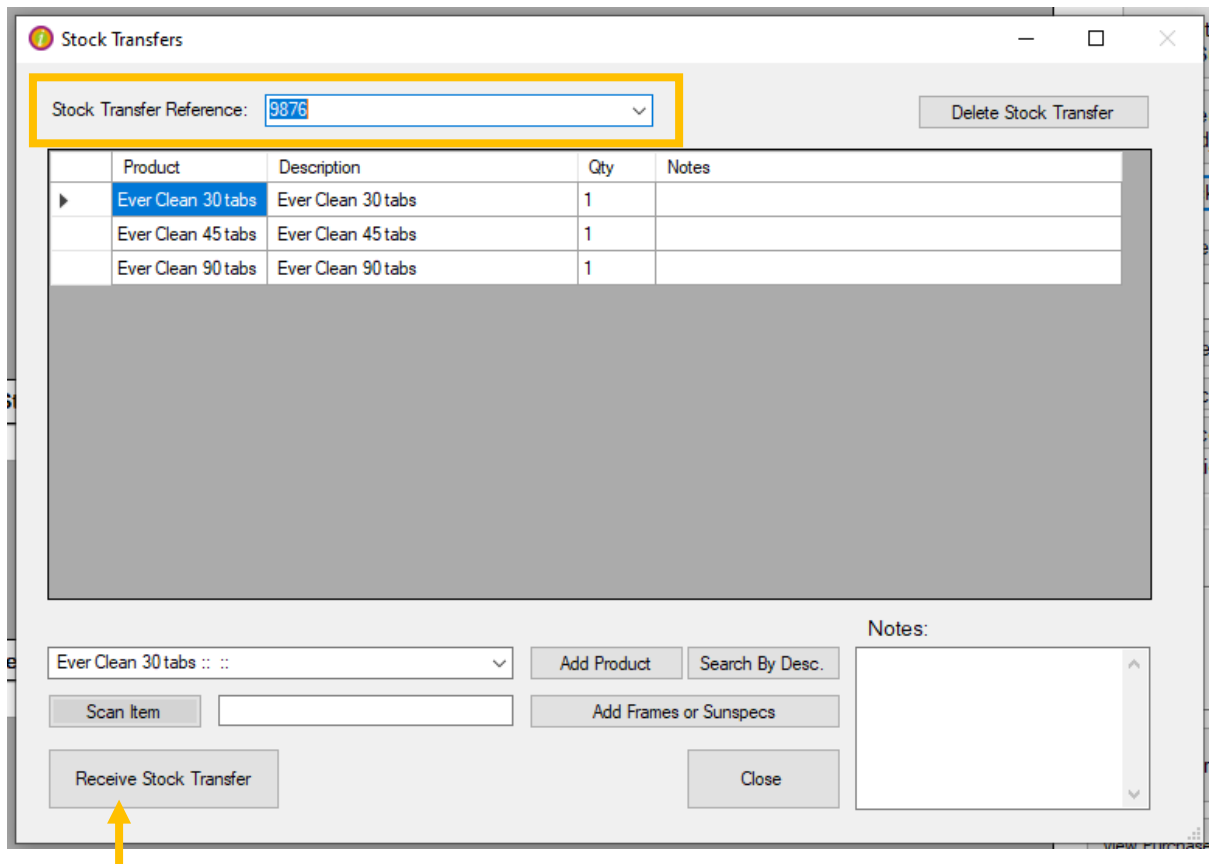 Stock Transfers
Stock Transfer Reference: 9876
Delete Stock Transfer
Product Description Qty Notes
Ever Clean 30 tabs Ever Clean 30 tabs 1
Ever Clean 45 tabs Ever Clean 45 tabs 1
Ever Clean 90 tabs Ever Clean 90 tabs 1
Notes:
Ever Clean 30 tabs :: ::
Add Product
Search By Desc.
Scan Item
Add Frames or Sunspecs
Receive Stock Transfer
Close